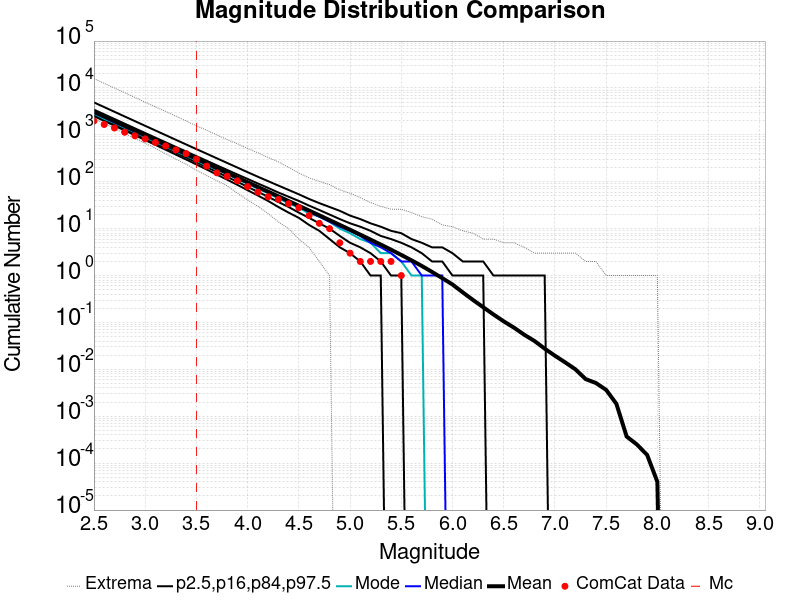 Magnitude Distribution Comparison
Cumulative Number
10 5
10 4
10 3
10 2
10 1
10 0
10 -1
10 -2
10 -3
10 -4
10 -5
2.5 3.0 3.5 4.0 4.5 5.0 5.5 6.0 6.5 7.0 7.5 8.0 8.5 9.0
Magnitude
Extrema p2.5,p16,p84,p97.5 Mode Median Mean ComCat Data Mc